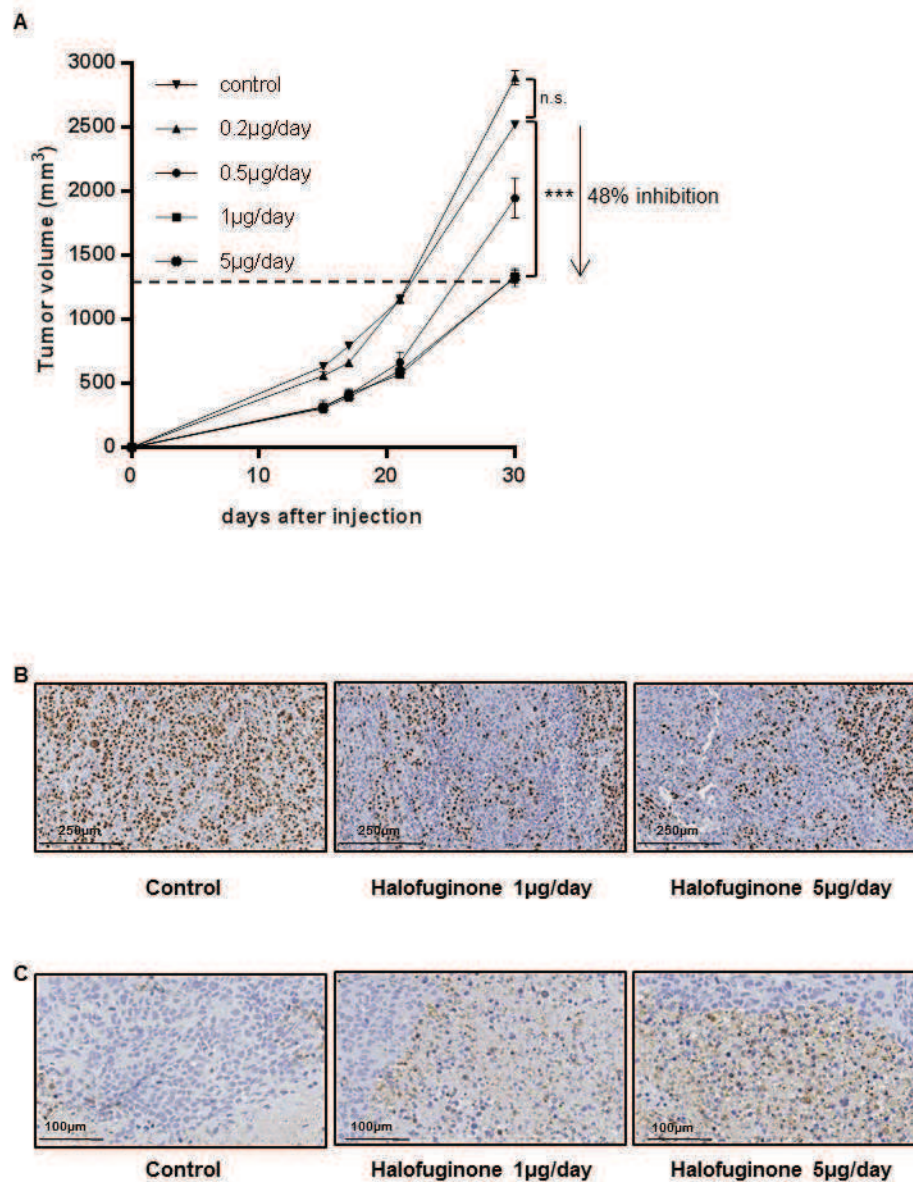 A
3000
2500
2000
1500
1000
500
0
Tumor volume (mm³)
control
0.2µg/day
0.5µg/day
1µg/day
5µg/day
n.s.
*** 48% inhibition
0 10 20 30
days after injection
B
250µm 250µm 250µm
Control Halofuginone 1µg/day Halofuginone 5µg/day
C
100µm 100µm 100µm
Control Halofuginone 1µg/day Halofuginone 5µg/day